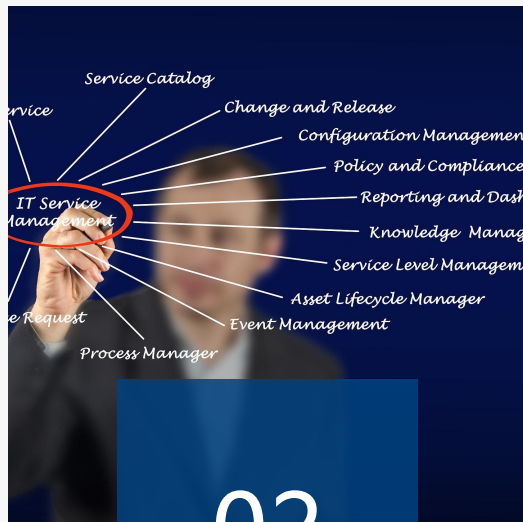 Service Catalog
ervice
Change and Release
Configuration Managemen
Policy and Compliance
IT Service
Management
Reporting and Dash
Knowledge Manag
Service Level Managem
Asset Lifecycle Manager
e Request
Event Management
Process Manager
02